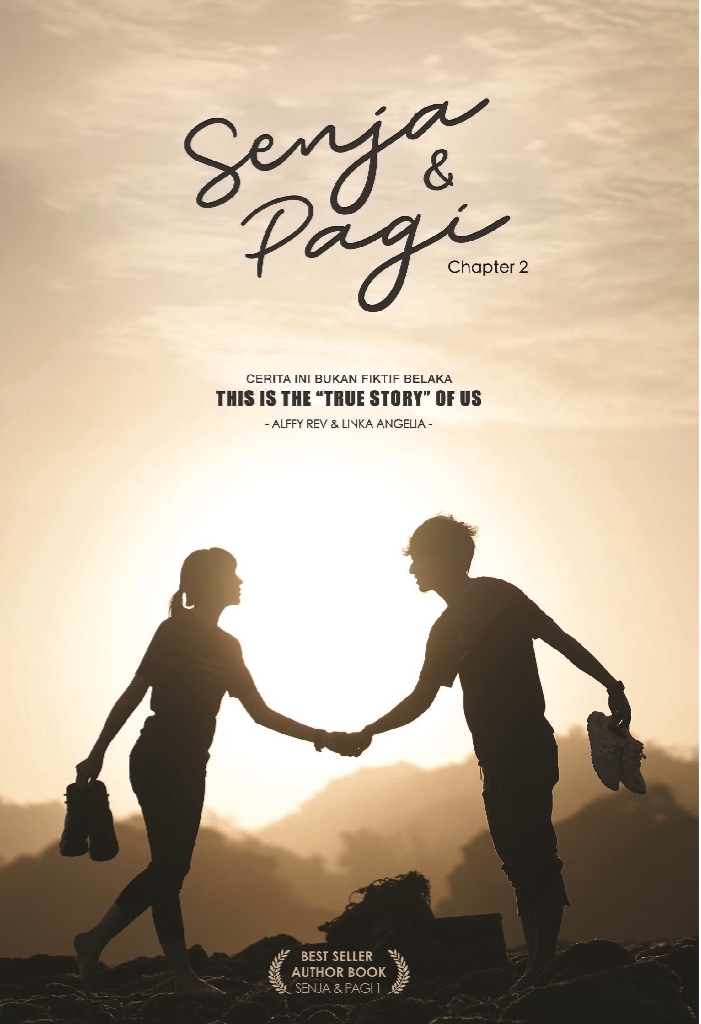 Senja
&
Pagi
Chapter 2
CERITA INI BUKAN FIKTIF BELAKA
THIS IS THE “TRUE STORY” OF US
- ALFFY REV & LINKA ANGELIA -
BEST SELLER
AUTHOR BOOK
SENJA & PAGI 1